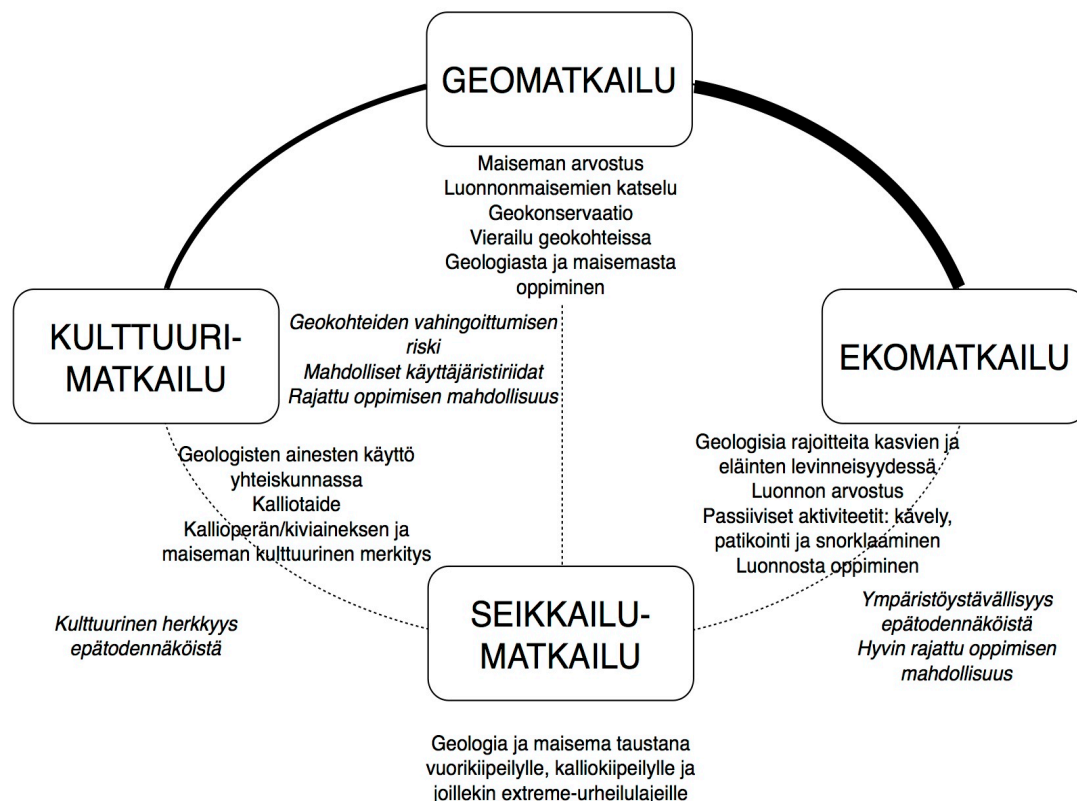 GEOMATKAILU
Maiseman arvostus
Luonnonmaisemien katselu
Geokonservaatio
Vierailu geokohteissa
Geologiasta ja maisemasta
oppiminen
KULTTUURI-
MATKAILU
Geokohteiden vahingoittumisen
riski
Mahdolliset käyttäjäristiriidat
Rajattu oppimisen mahdollisuus
EKOMATKAILU
Geologisten ainesten käyttö
yhteiskunnassa
Kalliotaide
Kallioperän/kiviaineksen ja
maiseman kulttuurinen merkitys
Geologisia rajoitteita kasvien ja
eläinten levinneisyydessä
Luonnon arvostus
Passiiviset aktiviteetit: kävely,
patikointi ja snorklaaminen
Luonnosta oppiminen
Kulttuurinen herkkyys
epätodennäköistä
SEIKKAILU-
MATKAILU
Ympäristöystävällisyys
epätodennäköistä
Hyvin rajattu oppimisen
mahdollisuus
Geologia ja maisema taustana
vuorikiipeilylle, kalliokiipeilylle ja
joillekin extreme-urheilulajeille